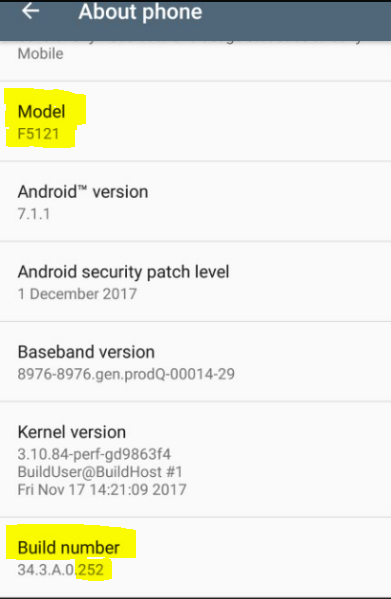 About phone
Mobile
Model
F5121
Android™ version
7.1.1
Android security patch level
1 December 2017
Baseband version
8976-8976.gen.prodQ-00014-29
Kernel version
3.10.84-perf-gd9863f4
BuildUser@BuildHost #1
Fri Nov 17 14:21:09 2017
Build number
34.3.A.0.252